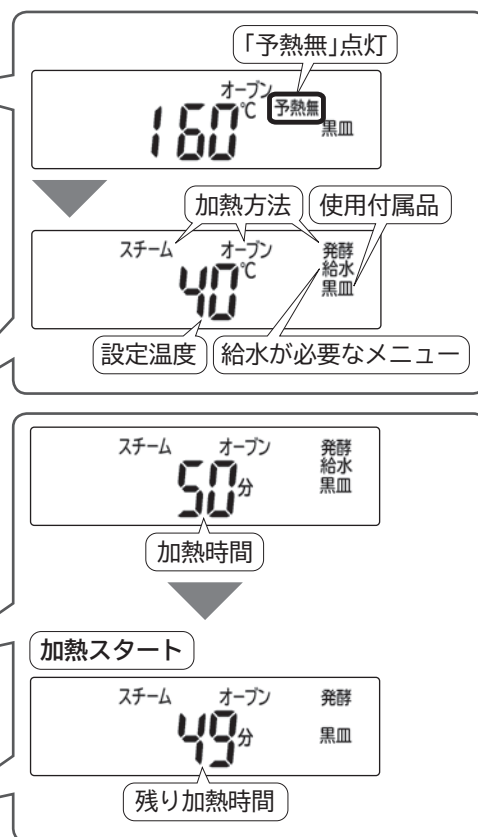 「予熱無」点灯
オーブン
160℃ 予熱無
黒皿
加熱方法 使用付属品
スチーム オーブン 発酵
40℃ 給水
黒皿
設定温度 給水が必要なメニュー
スチーム オーブン 発酵
50分 給水
黒皿
加熱時間
加熱スタート
スチーム オーブン 発酵
49分 黒皿
残り加熱時間